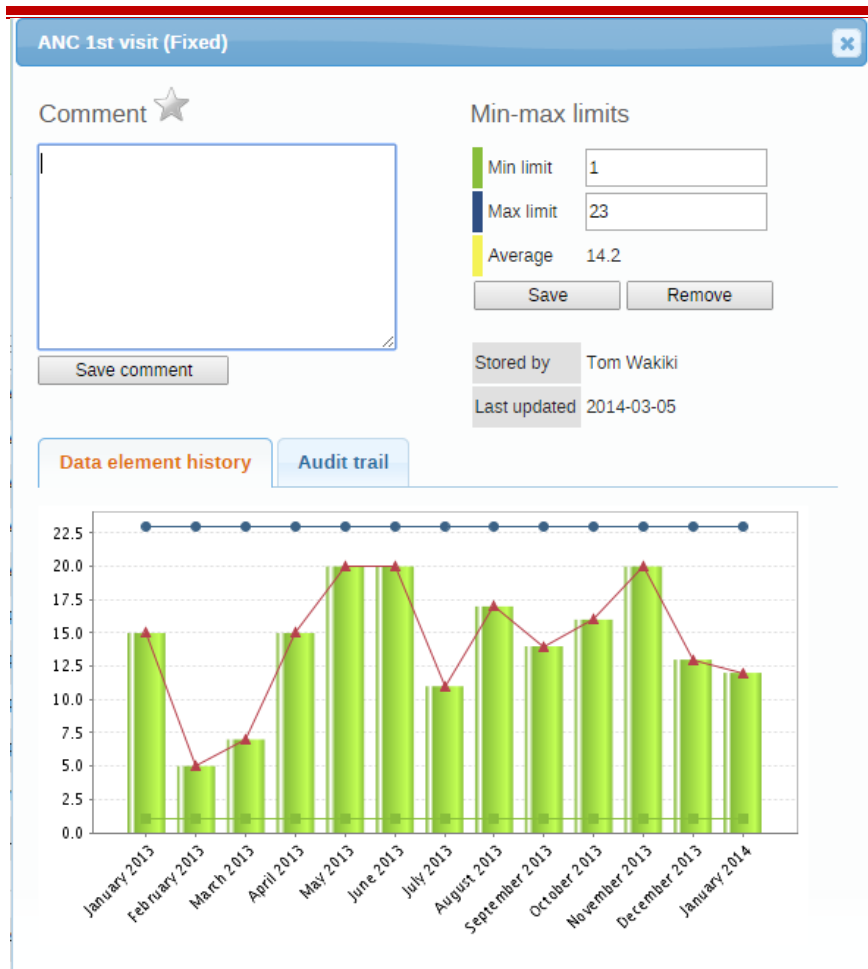 ANC 1st visit (Fixed)
Comment
Min-max limits
Min limit 1
Max limit 23
Average 14.2
Save Remove
Save comment
Stored by Tom Wakiki
Last updated 2014-03-05
Data element history Audit trail
22.5
20.0
17.5
15.0
12.5
10.0
7.5
5.0
2.5
0.0
January 2013
February 2013
March 2013
April 2013
May 2013
June 2013
July 2013
August 2013
September 2013
October 2013
November 2013
December 2013
January 2014